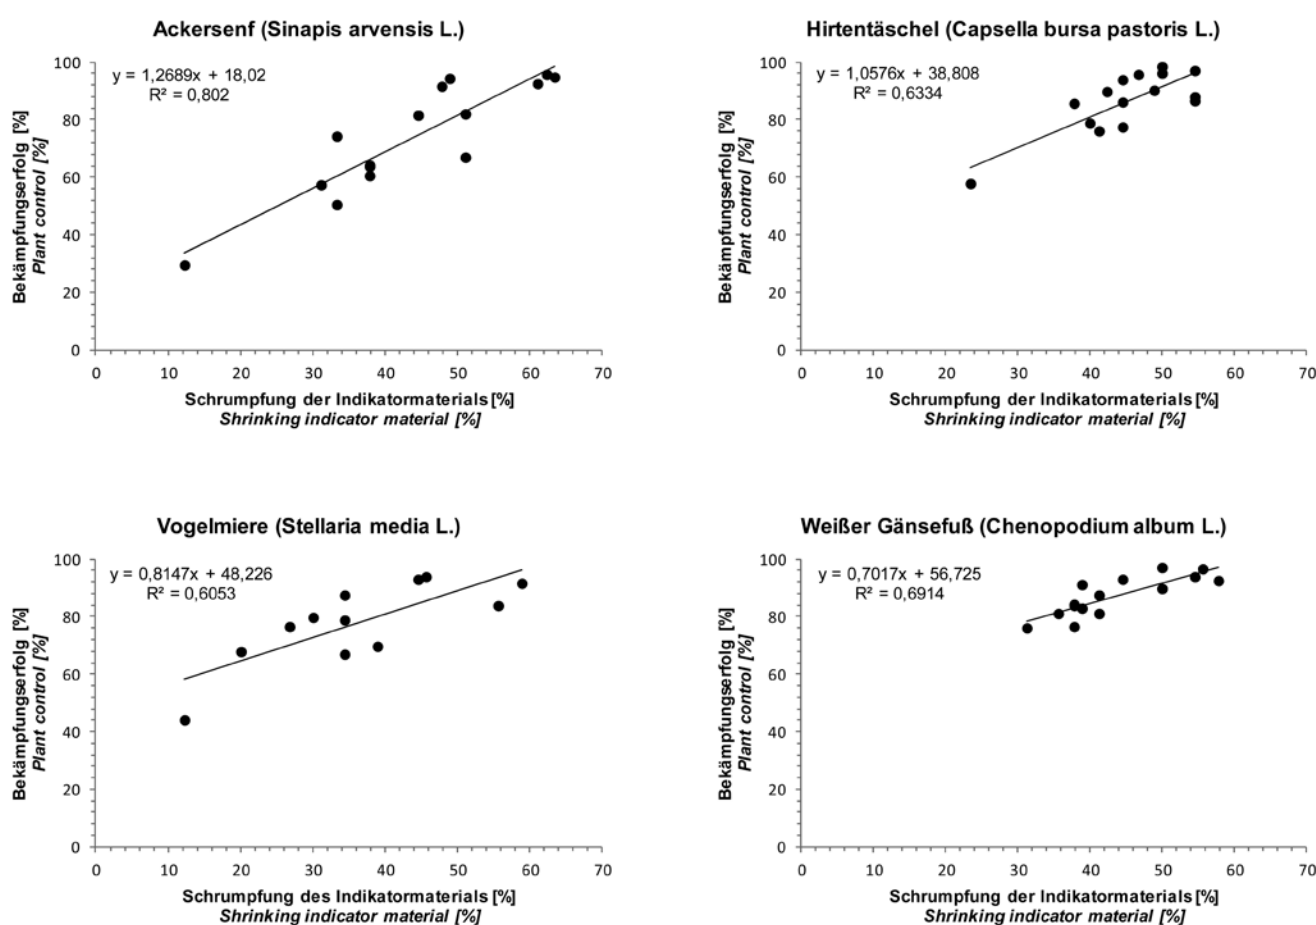 Ackersenf (Sinapis arvensis L.)
y = 1,2689x + 18,02
R² = 0,802
Bekämpfungserfolg [%]
Plant control [%]
100
80
60
40
20
0
0 10 20 30 40 50 60 70
Schrumpfung der Indikatormaterials [%]
Shrinking indicator material [%]
Hirtentäschel (Capsella bursa pastoris L.)
y = 1,0576x + 38,808
R² = 0,6334
Bekämpfungserfolg [%]
Plant control [%]
100
80
60
40
20
0
0 10 20 30 40 50 60 70
Schrumpfung der Indikatormaterials [%]
Shrinking indicator material [%]
Vogelmiere (Stellaria media L.)
y = 0,8147x + 48,226
R² = 0,6053
Bekämpfungserfolg [%]
Plant control [%]
100
80
60
40
20
0
0 10 20 30 40 50 60 70
Schrumpfung des Indikatormaterials [%]
Shrinking indicator material [%]
Weißer Gänsefuß (Chenopodium album L.)
y = 0,7017x + 56,725
R² = 0,6914
Bekämpfungserfolg [%]
Plant control [%]
100
80
60
40
20
0
0 10 20 30 40 50 60 70
Schrumpfung der Indikatormaterials [%]
Shrinking indicator material [%]